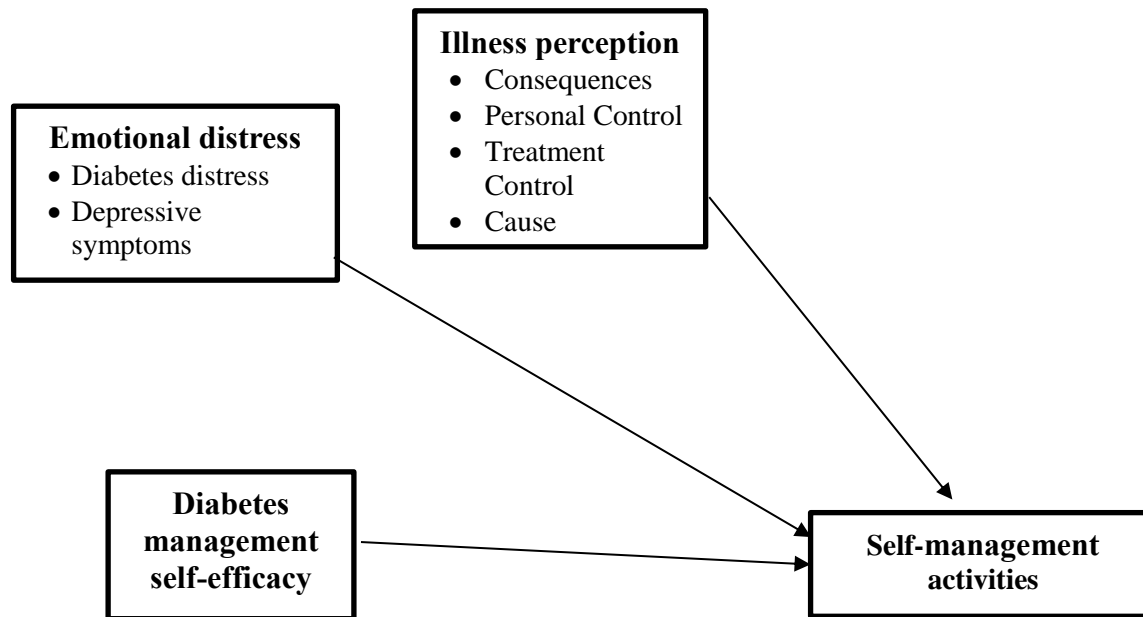 Illness perception
• Consequences
• Personal Control
• Treatment
Control
• Cause
Emotional distress
• Diabetes distress
• Depressive
symptoms
Diabetes
management
self-efficacy
Self-management
activities